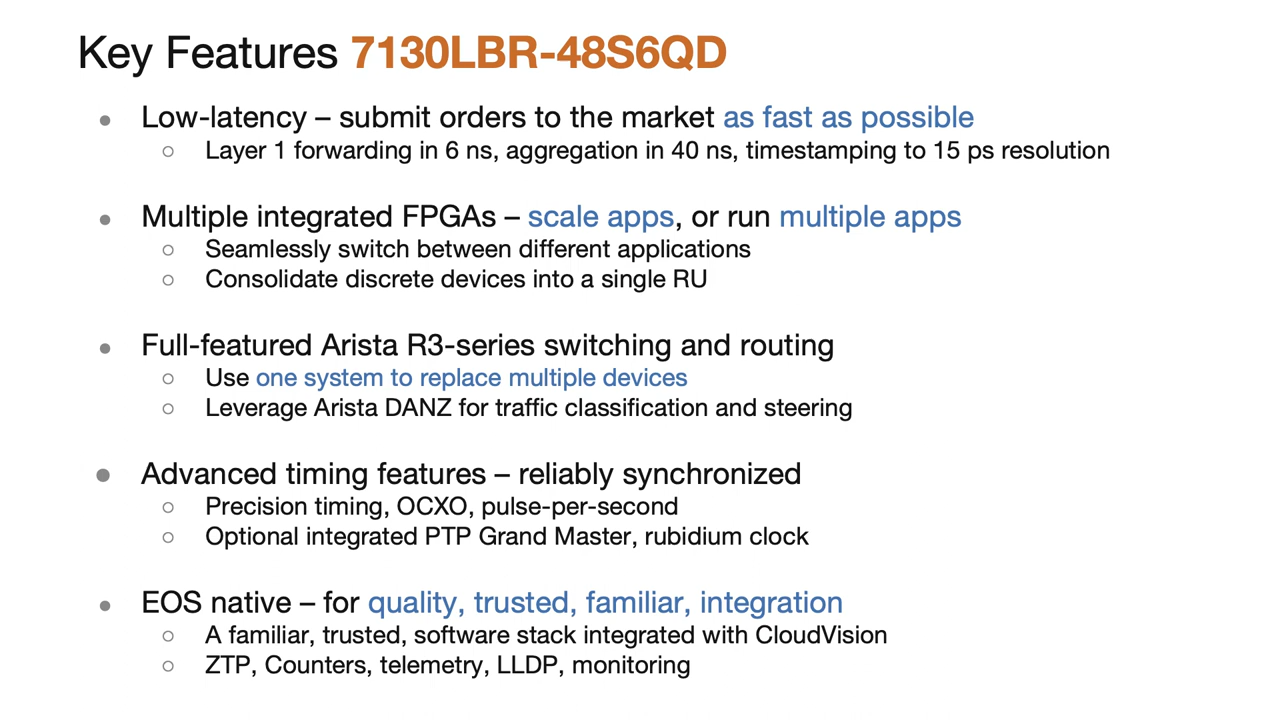 Key Features 7130LBR-48S6QD
● Low-latency – submit orders to the market as fast as possible
○ Layer 1 forwarding in 6 ns, aggregation in 40 ns, timestamping to 15 ps resolution
● Multiple integrated FPGAs – scale apps, or run multiple apps
○ Seamlessly switch between different applications
○ Consolidate discrete devices into a single RU
● Full-featured Arista R3-series switching and routing
○ Use one system to replace multiple devices
○ Leverage Arista DANZ for traffic classification and steering
● Advanced timing features – reliably synchronized
○ Precision timing, OCXO, pulse-per-second
○ Optional integrated PTP Grand Master, rubidium clock
● EOS native – for quality, trusted, familiar, integration
○ A familiar, trusted, software stack integrated with CloudVision
○ ZTP, Counters, telemetry, LLDP, monitoring